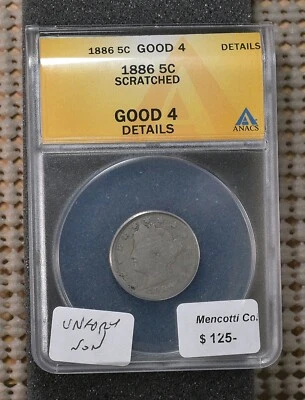 1886 5C GOOD 4 DETAILS
1886 5C
SCRATCHED
GOOD 4
DETAILS
ANACS
Mencotti Co.
$ 125-